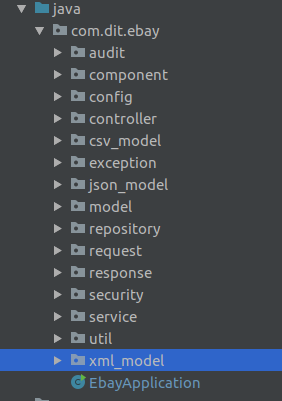 java
com.dit.ebay
audit
component
config
controller
csv_model
exception
json_model
model
repository
request
response
security
service
util
xml_model
EbayApplication